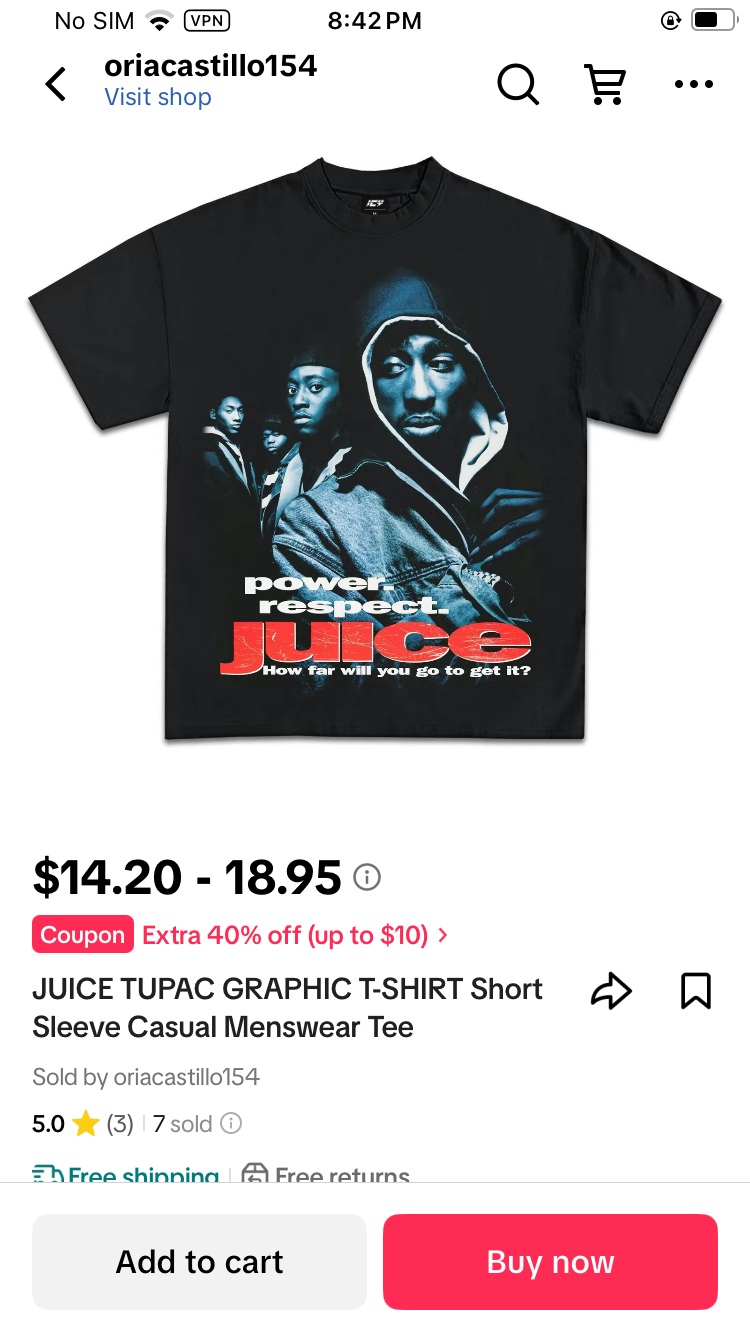 No SIM VPN 8:42 PM
oriacastillo154
Visit shop
ICY
power.
respect.
juice
How far will you go to get it?
$14.20 - 18.95
Coupon Extra 40% off (up to $10)
JUICE TUPAC GRAPHIC T-SHIRT Short
Sleeve Casual Menswear Tee
Sold by oriacastillo154
5.0 (3) 7 sold
Free shipping Free returns
Add to cart Buy now